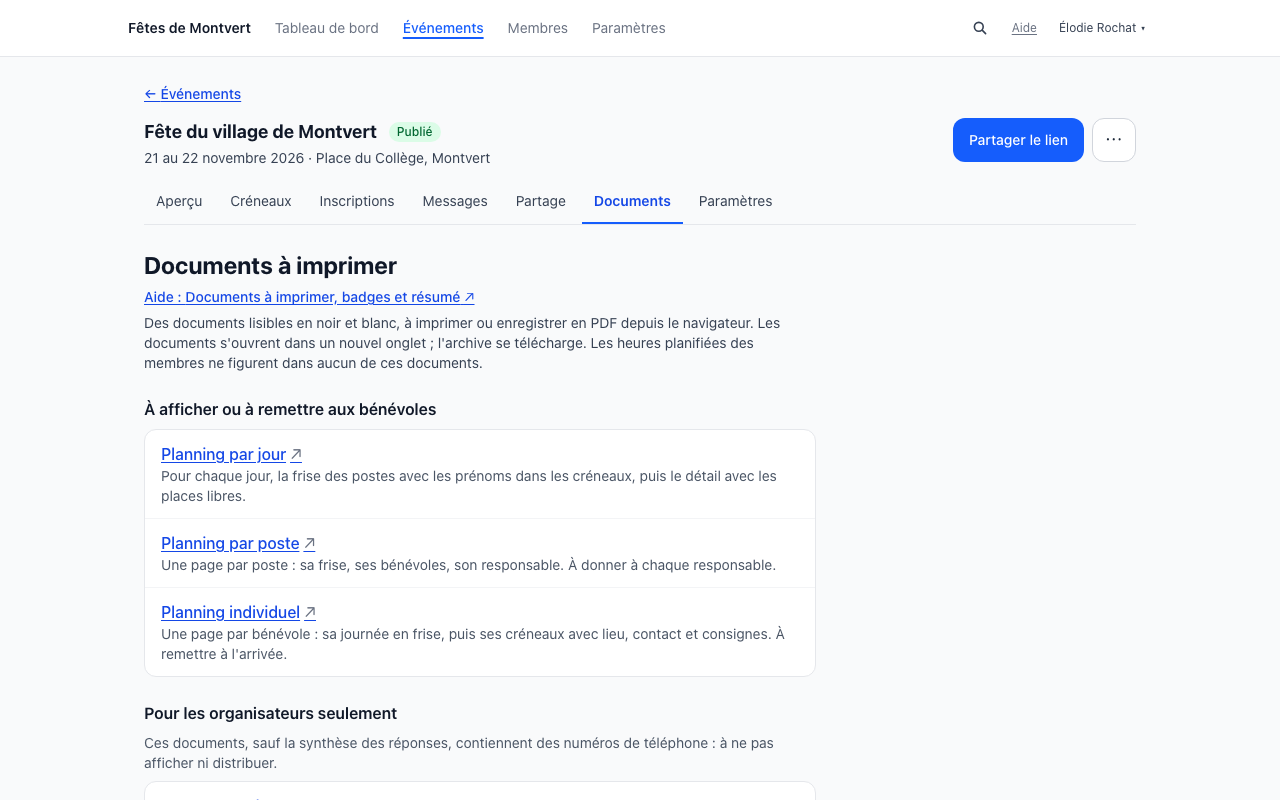 Fêtes de Montvert Tableau de bord Événements Membres Paramètres Aide Élodie Rochat ▾
← Événements
Fête du village de Montvert Publié
21 au 22 novembre 2026 · Place du Collège, Montvert
Partager le lien ···
Aperçu Créneaux Inscriptions Messages Partage Documents Paramètres
Documents à imprimer
Aide : Documents à imprimer, badges et résumé ↗
Des documents lisibles en noir et blanc, à imprimer ou enregistrer en PDF depuis le navigateur. Les
documents s'ouvrent dans un nouvel onglet ; l'archive se télécharge. Les heures planifiées des
membres ne figurent dans aucun de ces documents.
À afficher ou à remettre aux bénévoles
Planning par jour ↗
Pour chaque jour, la frise des postes avec les prénoms dans les créneaux, puis le détail avec les
places libres.
Planning par poste ↗
Une page par poste : sa frise, ses bénévoles, son responsable. À donner à chaque responsable.
Planning individuel ↗
Une page par bénévole : sa journée en frise, puis ses créneaux avec lieu, contact et consignes. À
remettre à l'arrivée.
Pour les organisateurs seulement
Ces documents, sauf la synthèse des réponses, contiennent des numéros de téléphone : à ne pas
afficher ni distribuer.